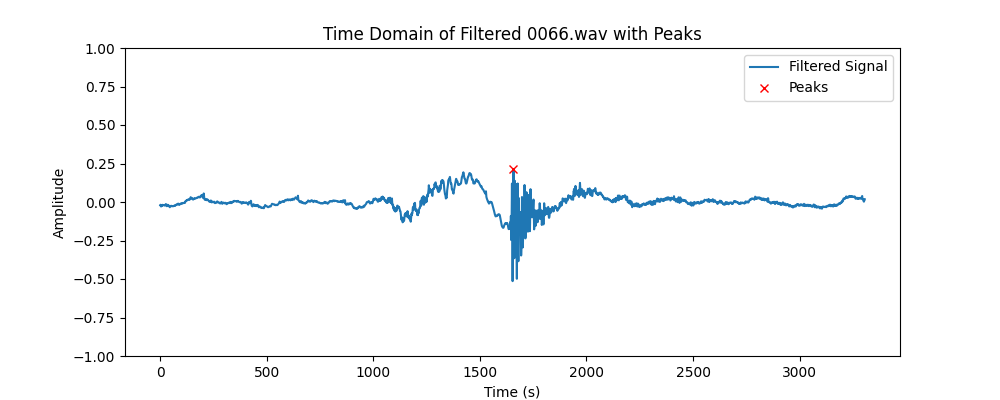 Time Domain of Filtered 0066.wav with Peaks
1.00
0.75
0.50
0.25
0.00
−0.25
−0.50
−0.75
−1.00
Amplitude
Filtered Signal
Peaks
0 500 1000 1500 2000 2500 3000
Time (s)